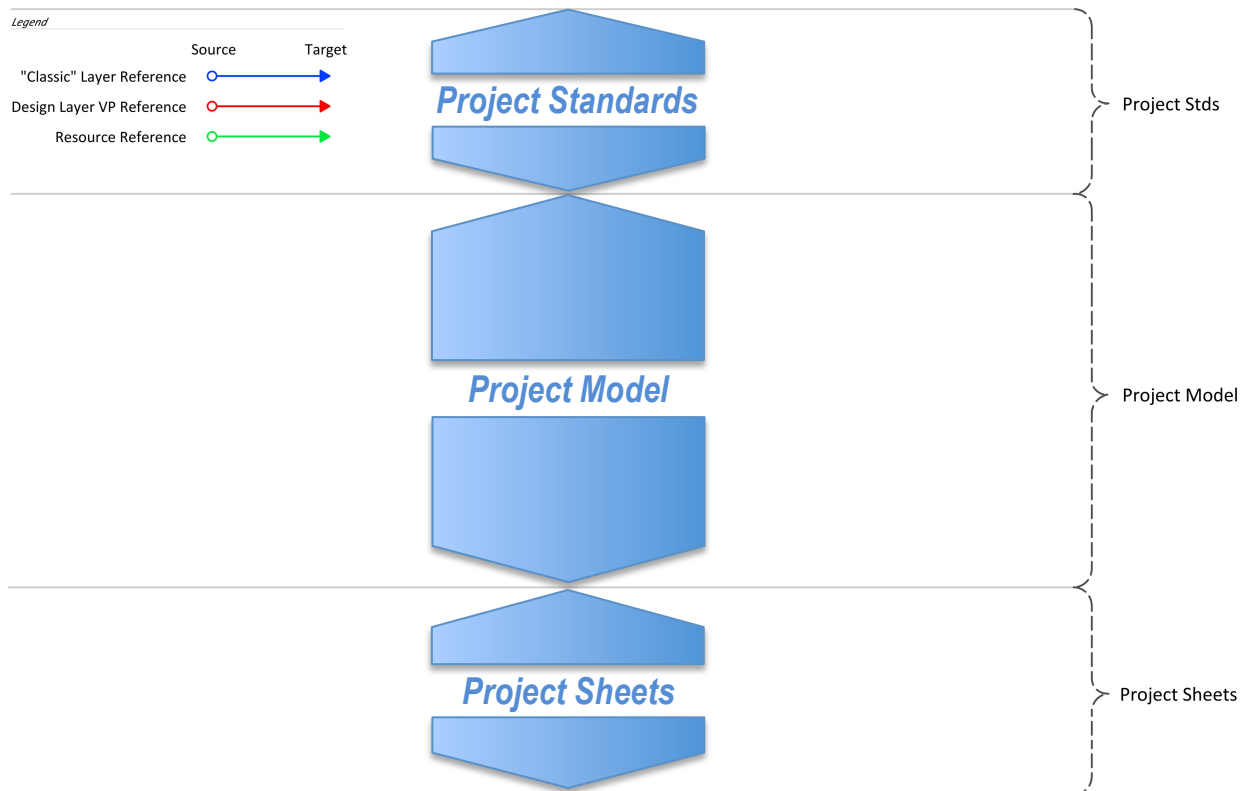 Legend
Source Target
"Classic" Layer Reference
Design Layer VP Reference
Resource Reference
Project Standards
Project Stds
Project Model
Project Model
Project Sheets
Project Sheets